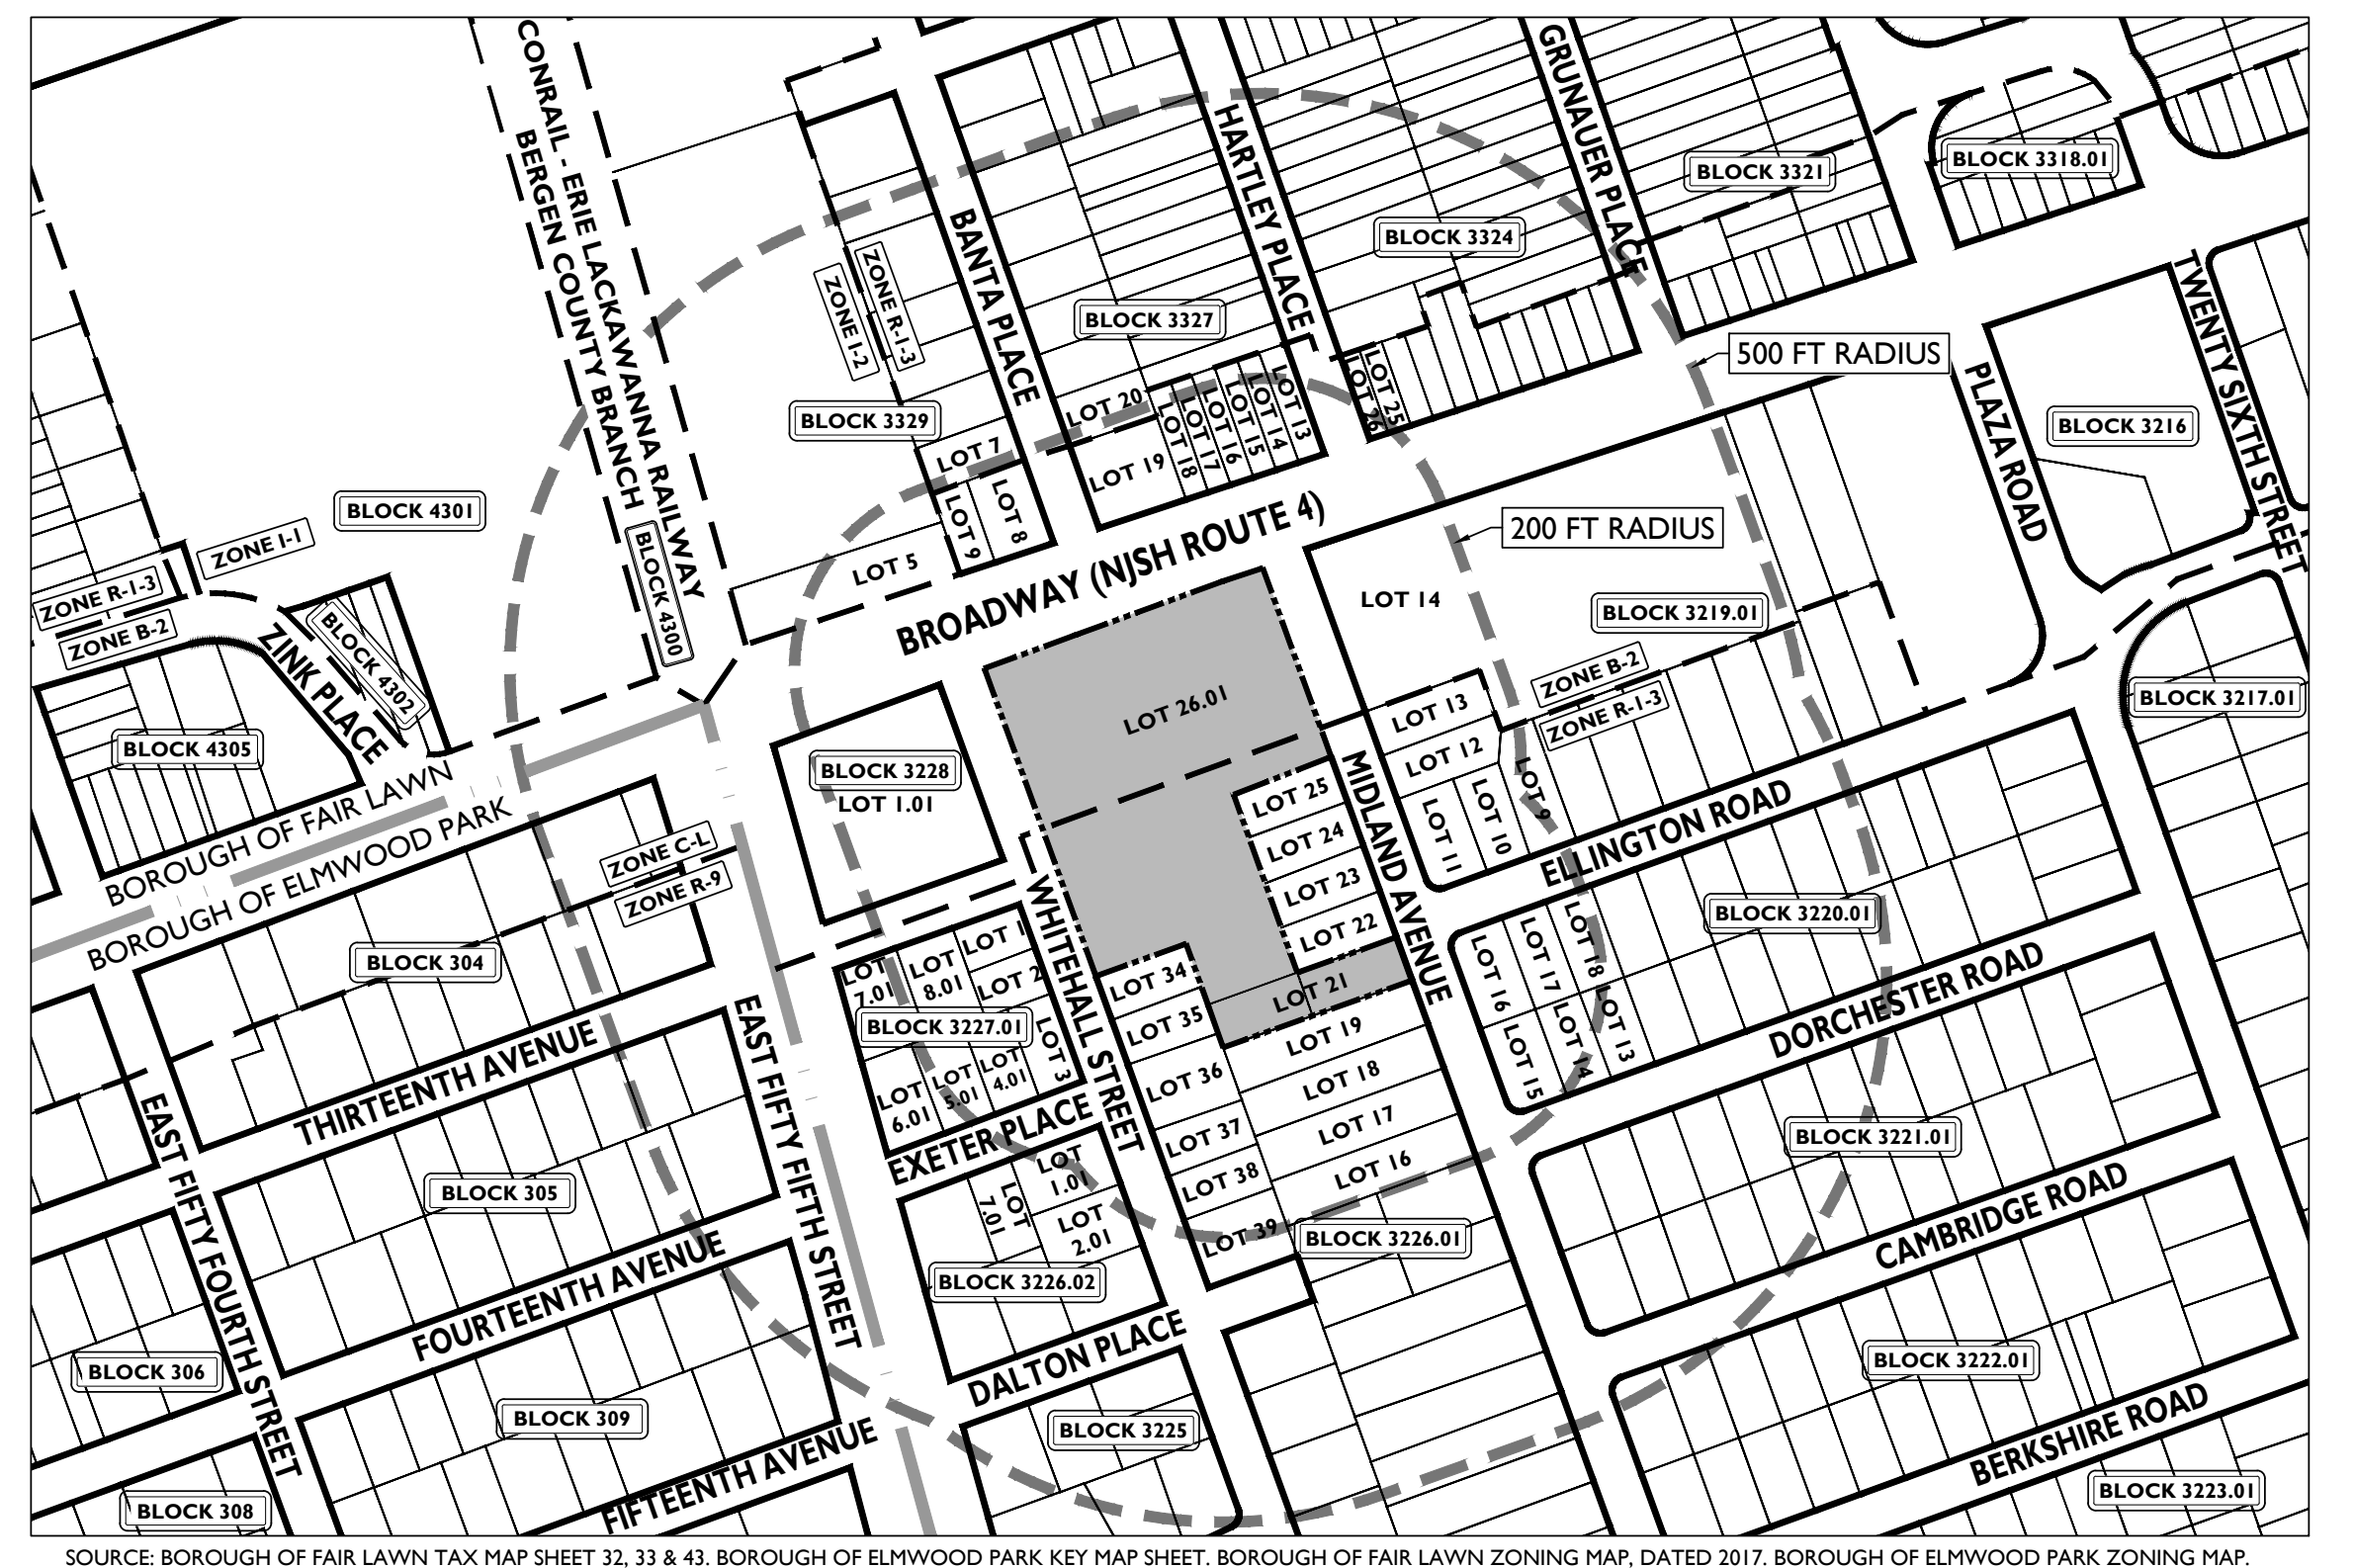 CONRAIL - ERIE LACKAWANNA RAILWAY
BERGEN COUNTY BRANCH
HARTLEY PLACE
GRUNAUER PLACE
BLOCK 3321
BLOCK 3318.01
BANTA PLACE
ZONE I-2
ZONE R-1-3
BLOCK 3324
BLOCK 3327
TWENTY SIXTH STREET
500 FT RADIUS
PLAZA ROAD
BLOCK 3216
BLOCK 3329
LOT 20
LOT 18
LOT 17
LOT 16
LOT 15
LOT 14
LOT 13
LOT 26
LOT 25
LOT 7
LOT 19
LOT 9
LOT 8
BLOCK 4301
ZONE I-1
200 FT RADIUS
BROADWAY (NJSH ROUTE 4)
LOT 5
BLOCK 4300
ZONE R-1-3
ZONE B-2
BLOCK 4302
ZINK PLACE
LOT 14
BLOCK 3219.01
ZONE B-2
ZONE R-1-3
BLOCK 3217.01
LOT 26.01
LOT 13
LOT 12
LOT 11
LOT 10
LOT 9
BLOCK 4305
BLOCK 3228
LOT 1.01
BOROUGH OF FAIR LAWN
BOROUGH OF ELMWOOD PARK
MIDLAND AVENUE
LOT 25
LOT 24
LOT 23
LOT 22
ELLINGTON ROAD
ZONE C-L
ZONE R-9
BLOCK 304
BLOCK 3220.01
WHITEHALL STREET
LOT 7.01
LOT 8.01
LOT 1
LOT 2
LOT 3
BLOCK 3227.01
LOT 6.01
LOT 5.01
LOT 4.01
LOT 34
LOT 35
LOT 36
LOT 37
LOT 38
LOT 39
LOT 21
LOT 19
LOT 18
LOT 17
LOT 16
LOT 16
LOT 17
LOT 18
LOT 15
LOT 14
LOT 13
DORCHESTER ROAD
THIRTEENTH AVENUE
EAST FIFTY FIFTH STREET
EAST FIFTY FOURTH STREET
EXETER PLACE
BLOCK 3221.01
BLOCK 305
LOT 7.01
LOT 1.01
LOT 2.01
BLOCK 3226.01
CAMBRIDGE ROAD
BLOCK 3226.02
FOURTEENTH AVENUE
DALTON PLACE
BLOCK 306
BLOCK 3222.01
BLOCK 309
BLOCK 3225
BERKSHIRE ROAD
FIFTEENTH AVENUE
BLOCK 308
BLOCK 3223.01
SOURCE: BOROUGH OF FAIR LAWN TAX MAP SHEET 32, 33 & 43. BOROUGH OF ELMWOOD PARK KEY MAP SHEET. BOROUGH OF FAIR LAWN ZONING MAP, DATED 2017. BOROUGH OF ELMWOOD PARK ZONING MAP.